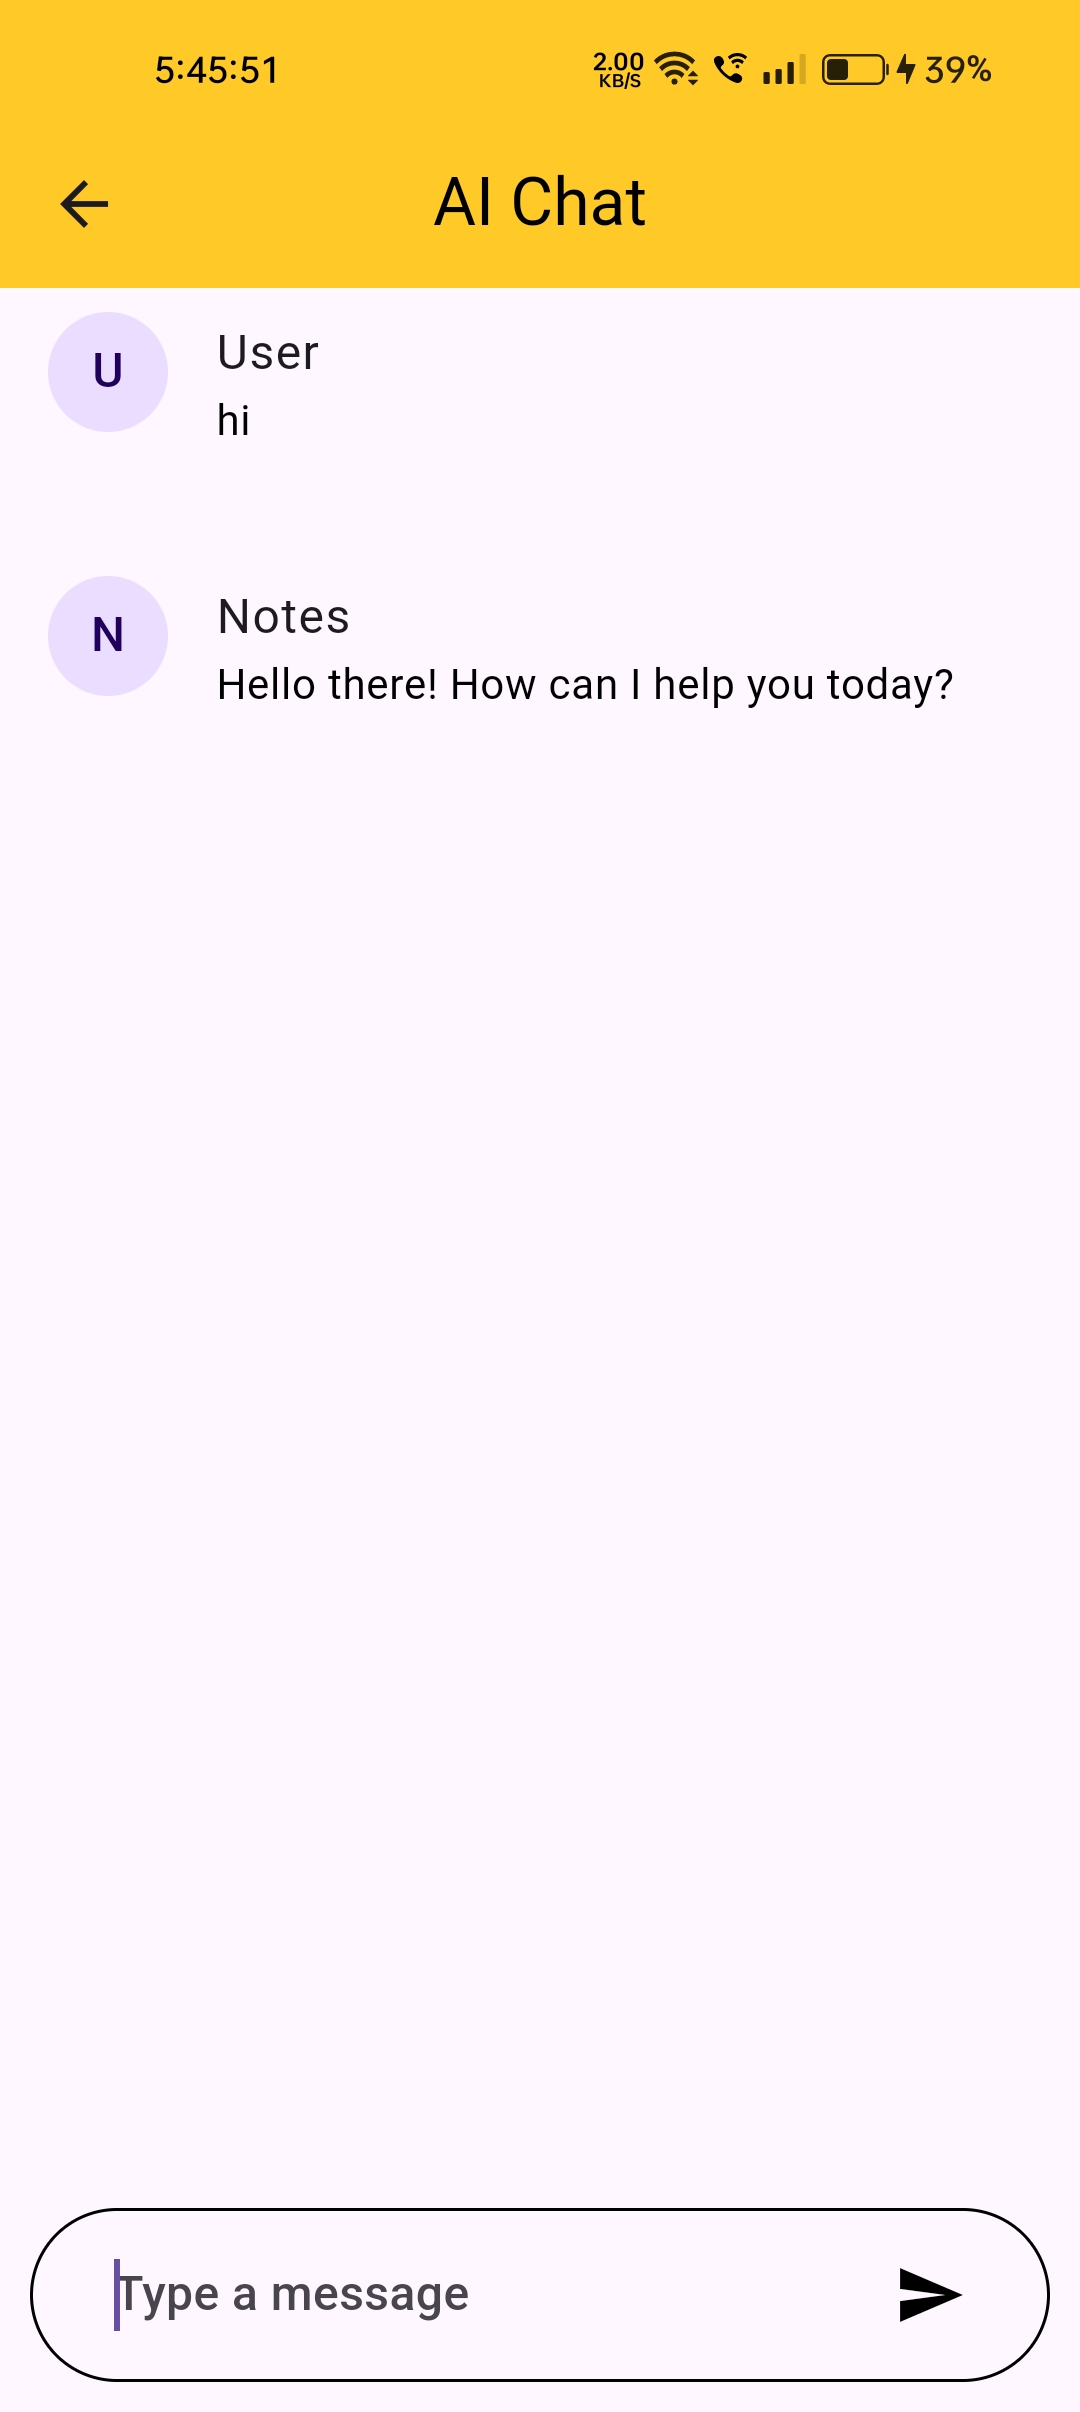 5:45:51 2.00 KB/S 39%
AI Chat
U User
hi
N Notes
Hello there! How can I help you today?
Type a message